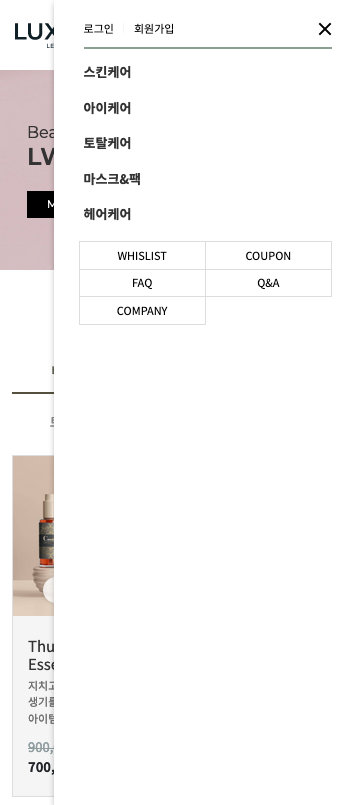 LUX
LE
로그인
회원가입
스킨케어
아이케어
토탈케어
마스크&팩
헤어케어
WHISLIST COUPON
FAQ Q&A
COMPANY
Bea
LV
M
Thu
Esse
지치고
생기를
아이템
900,
700,